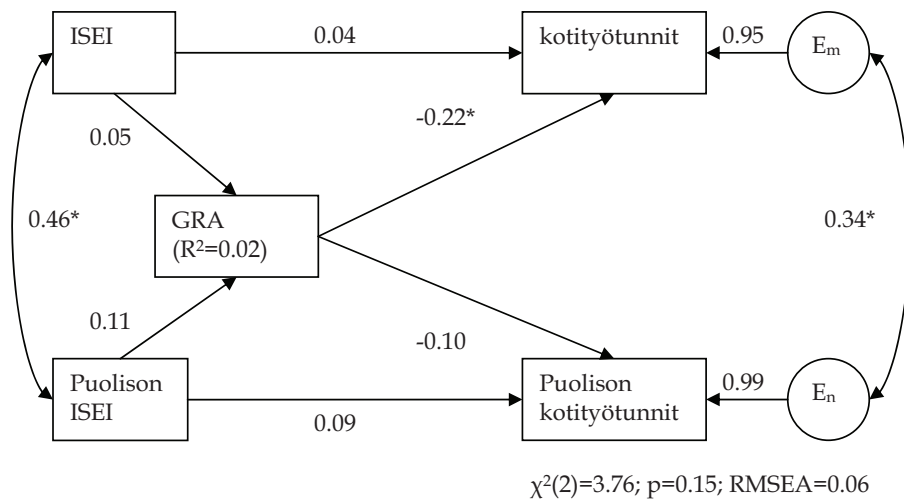 ISEI
0.04
kotityötunnit
0.95
Eₘ
0.05
-0.22*
0.46*
GRA
(R²=0.02)
0.34*
0.11
-0.10
Puolison
ISEI
0.09
Puolison
kotityötunnit
0.99
Eₙ
χ²(2)=3.76; p=0.15; RMSEA=0.06